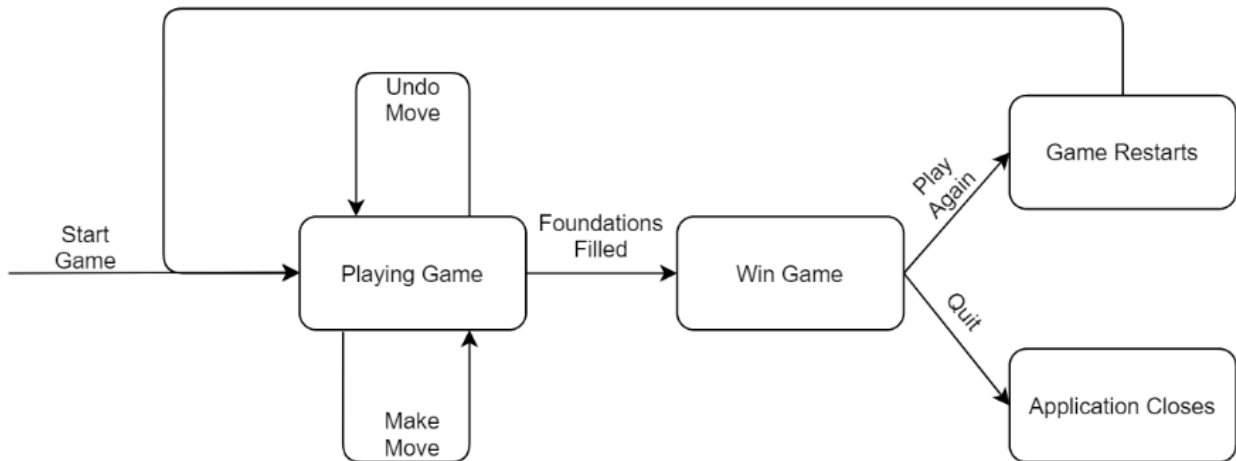 Undo
Move
Start
Game
Playing Game
Foundations
Filled
Win Game
Play
Again
Game Restarts
Quit
Application Closes
Make
Move